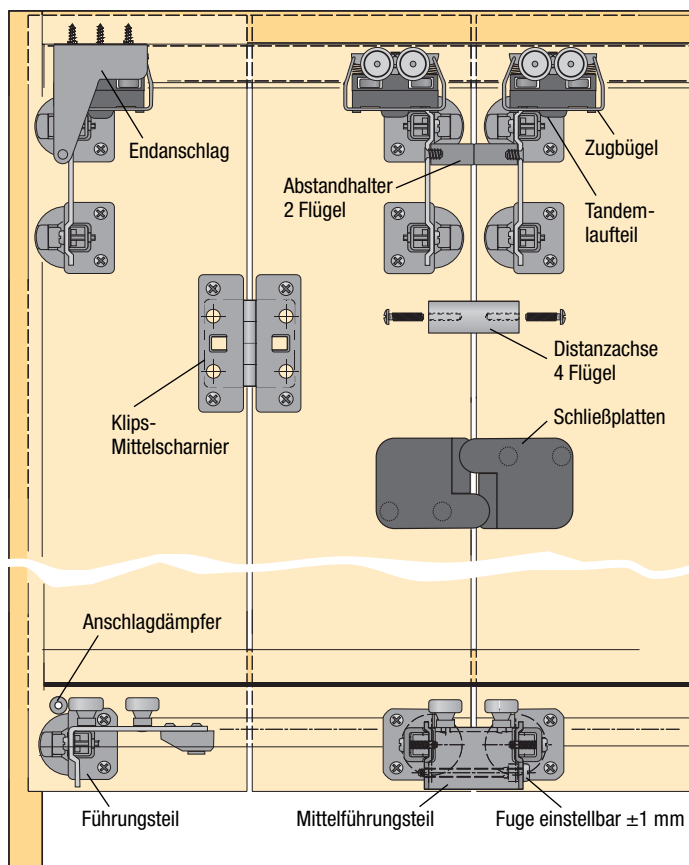 Endanschlag
Zugbügel
Abstandhalter
2 Flügel
Tandem-
laufteil
Distanzachse
4 Flügel
Klips-
Mittelscharnier
Schließplatten
Anschlagdämpfer
Führungsteil
Mittelführungsteil
Fuge einstellbar ±1 mm